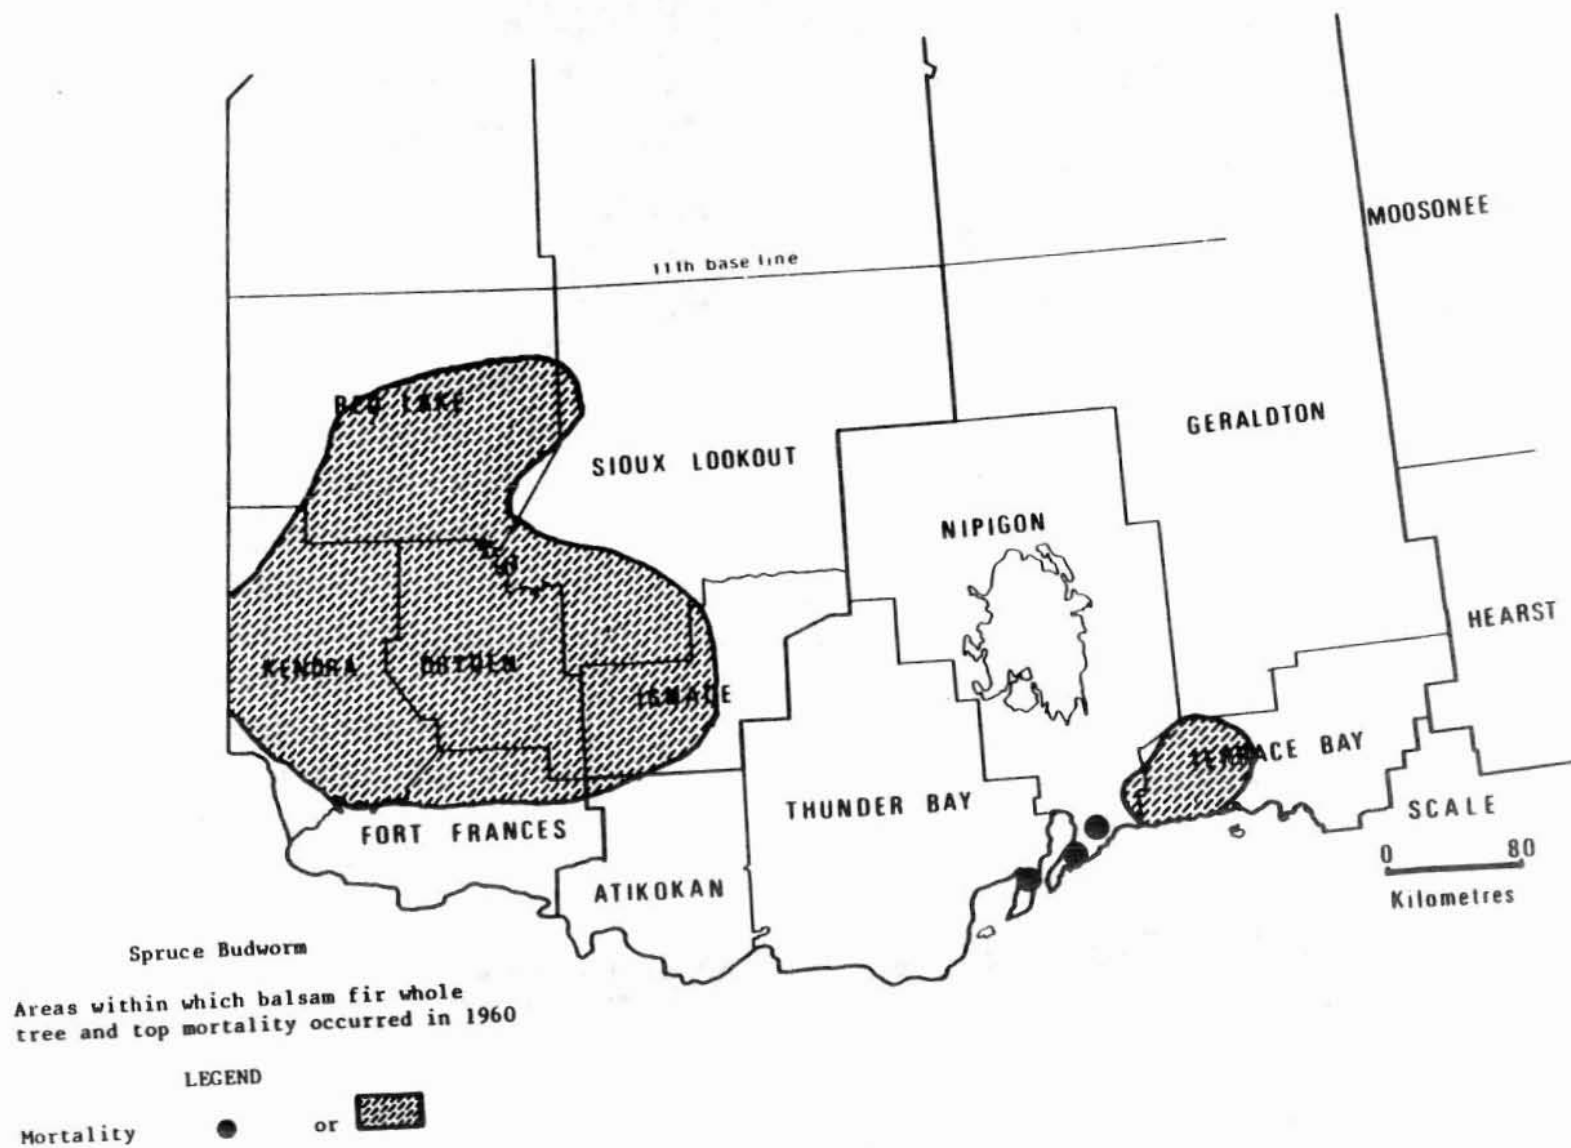 11th base line
MOOSONEE
RED LAKE
SIOUX LOOKOUT
GERALDTON
NIPIGON
HEARST
KENORA
DRYDEN
IGNACE
TERRACE BAY
THUNDER BAY
FORT FRANCES
ATIKOKAN
SCALE
0 80
Kilometres
Spruce Budworm
Areas within which balsam fir whole
tree and top mortality occurred in 1960
LEGEND
Mortality or